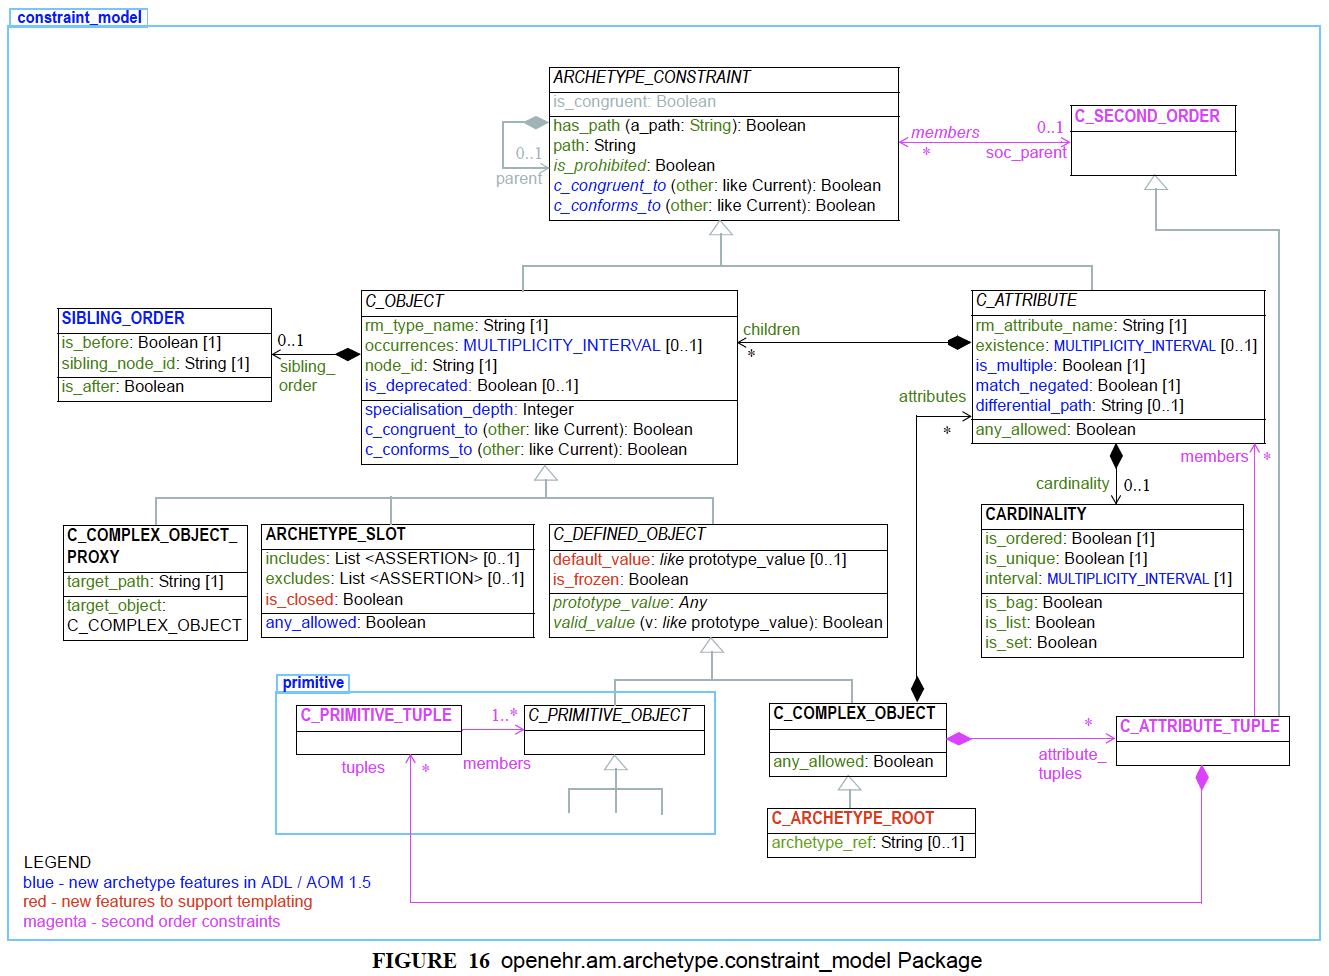 constraint_model
ARCHETYPE_CONSTRAINT
is_congruent: Boolean
has_path (a_path: String): Boolean
path: String
is_prohibited: Boolean
c_congruent_to (other: like Current): Boolean
c_conforms_to (other: like Current): Boolean
0..1
parent
members
*
0..1
soc_parent
C_SECOND_ORDER
SIBLING_ORDER
is_before: Boolean [1]
sibling_node_id: String [1]
is_after: Boolean
0..1
sibling_
order
C_OBJECT
rm_type_name: String [1]
occurrences: MULTIPLICITY_INTERVAL [0..1]
node_id: String [1]
is_deprecated: Boolean [0..1]
specialisation_depth: Integer
c_congruent_to (other: like Current): Boolean
c_conforms_to (other: like Current): Boolean
children
*
C_ATTRIBUTE
rm_attribute_name: String [1]
existence: MULTIPLICITY_INTERVAL [0..1]
is_multiple: Boolean [1]
match_negated: Boolean [1]
differential_path: String [0..1]
any_allowed: Boolean
attributes
*
members *
cardinality 0..1
CARDINALITY
is_ordered: Boolean [1]
is_unique: Boolean [1]
interval: MULTIPLICITY_INTERVAL [1]
is_bag: Boolean
is_list: Boolean
is_set: Boolean
C_COMPLEX_OBJECT_
PROXY
target_path: String [1]
target_object:
C_COMPLEX_OBJECT
ARCHETYPE_SLOT
includes: List <ASSERTION> [0..1]
excludes: List <ASSERTION> [0..1]
is_closed: Boolean
any_allowed: Boolean
C_DEFINED_OBJECT
default_value: like prototype_value [0..1]
is_frozen: Boolean
prototype_value: Any
valid_value (v: like prototype_value): Boolean
primitive
C_PRIMITIVE_TUPLE
1..*
members
tuples *
C_PRIMITIVE_OBJECT
C_COMPLEX_OBJECT
any_allowed: Boolean
*
attribute_
tuples
C_ATTRIBUTE_TUPLE
C_ARCHETYPE_ROOT
archetype_ref: String [0..1]
LEGEND
blue - new archetype features in ADL / AOM 1.5
red - new features to support templating
magenta - second order constraints
FIGURE 16 openehr.am.archetype.constraint_model Package